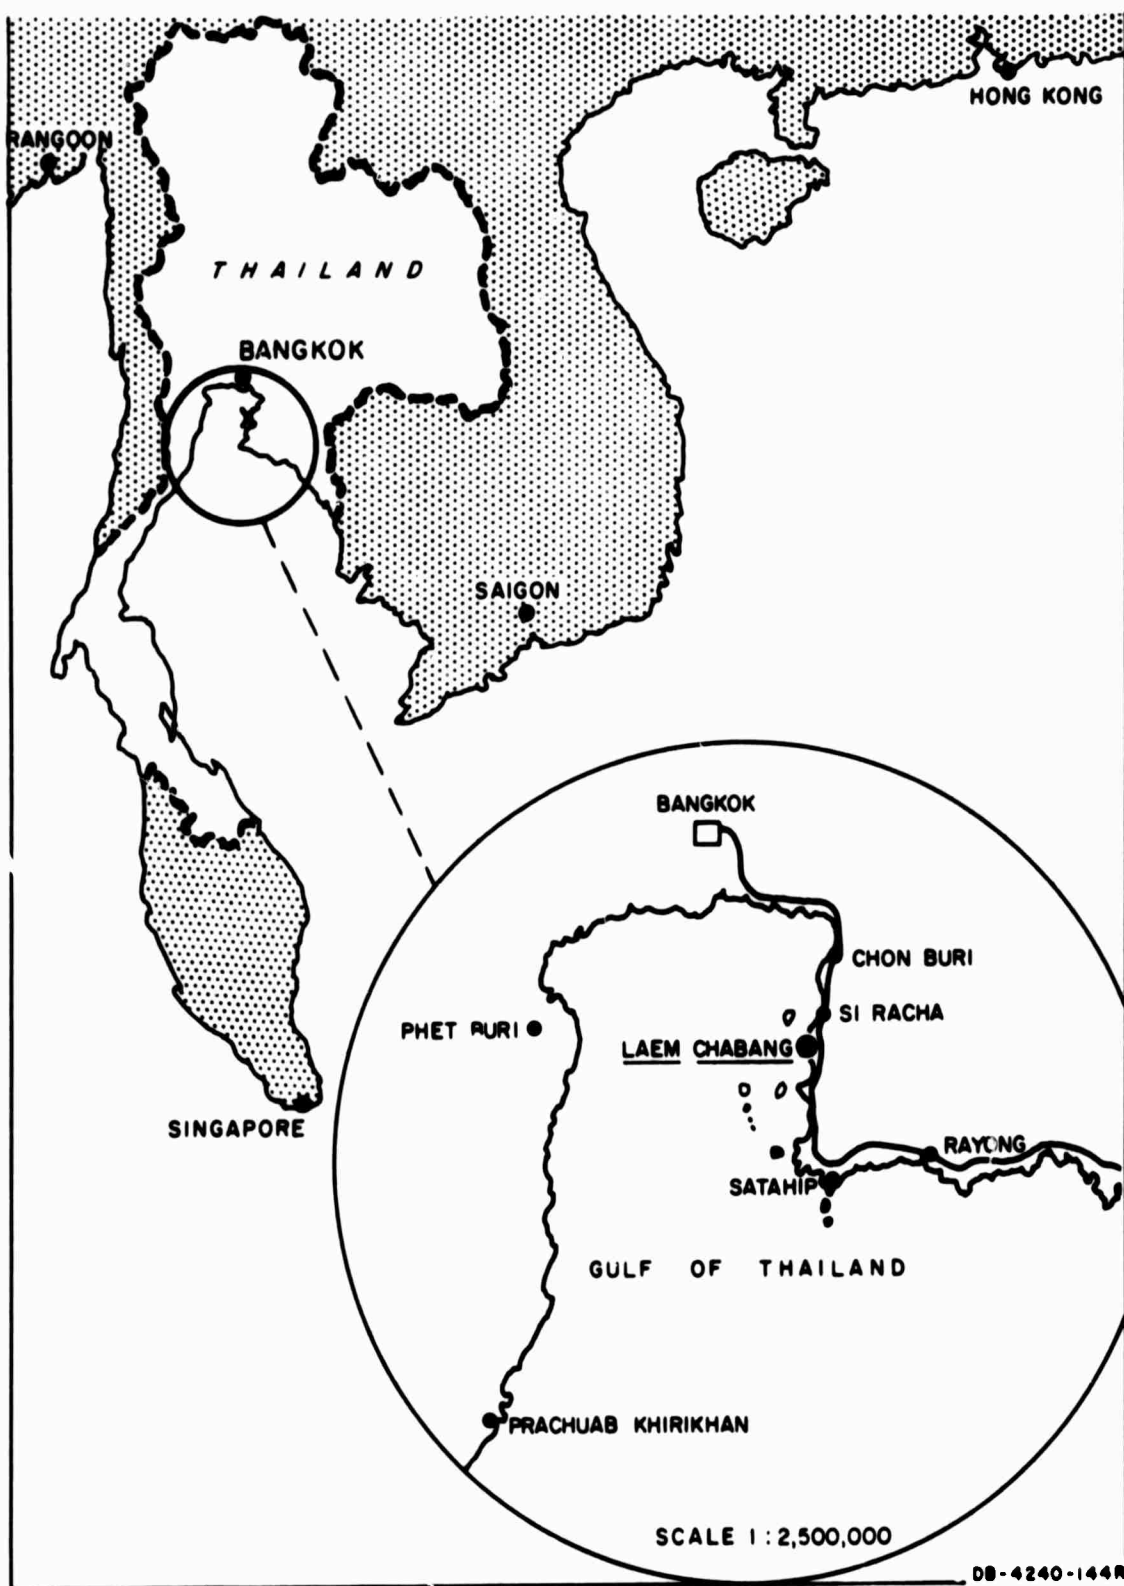 HONG KONG
RANGOON
THAILAND
BANGKOK
SAIGON
SINGAPORE
BANGKOK
CHON BURI
SI RACHA
PHET BURI
LAEM CHABANG
RAYONG
SATAHIP
GULF OF THAILAND
PRACHUAB KHIRIKHAN
SCALE 1:2,500,000
DB-4240-144R